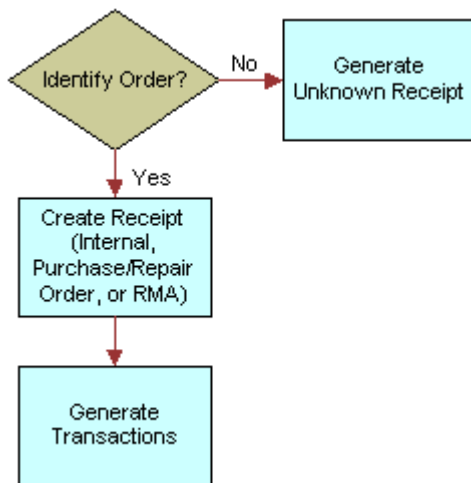 Identify Order?
No
Generate
Unknown Receipt
Yes
Create Receipt
(Internal,
Purchase/Repair
Order, or RMA)
Generate
Transactions